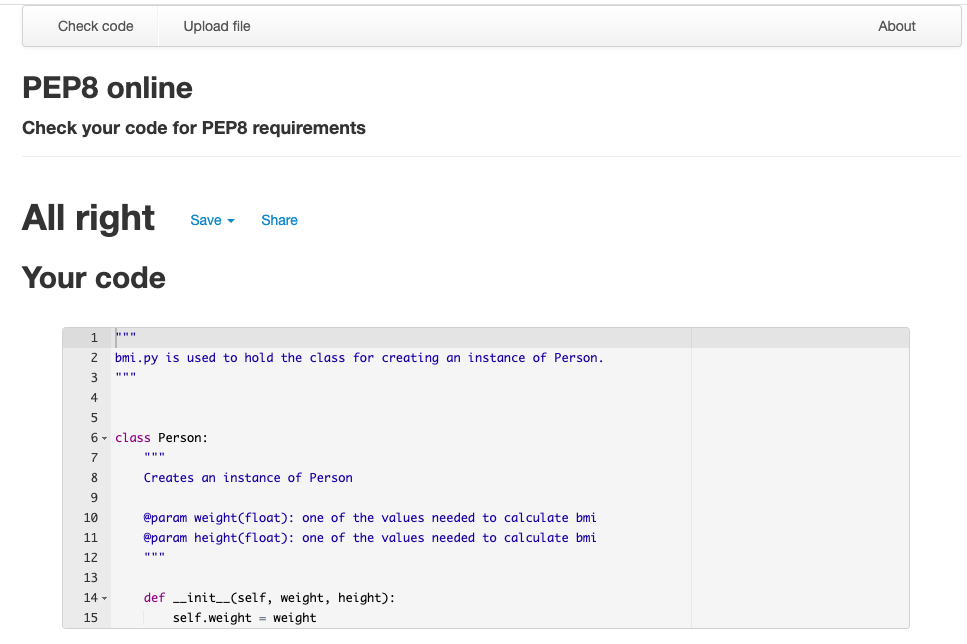 Check code Upload file About
PEP8 online
Check your code for PEP8 requirements
All right Save Share
Your code
1 """
2 bmi.py is used to hold the class for creating an instance of Person.
3 """
4
5
6 class Person:
7     """
8     Creates an instance of Person
9
10     @param weight(float): one of the values needed to calculate bmi
11     @param height(float): one of the values needed to calculate bmi
12     """
13
14     def __init__(self, weight, height):
15         self.weight = weight